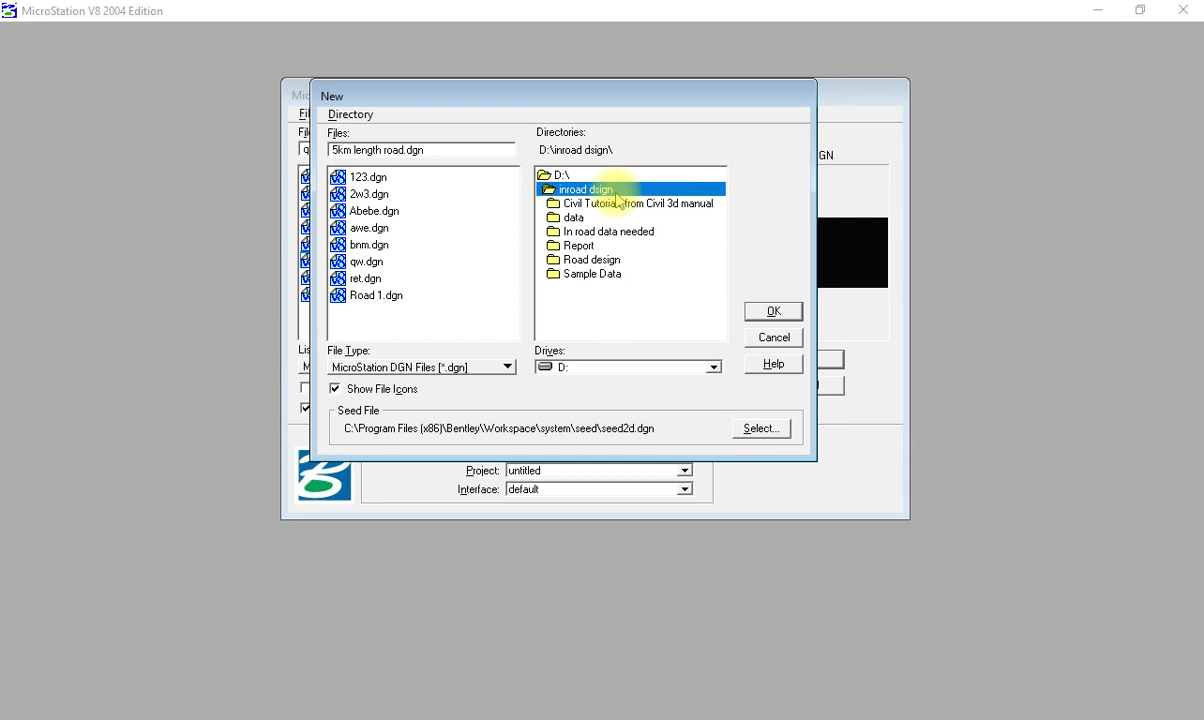 MicroStation V8 2004 Edition
New
Directory
Files:
Directories:
5km length road.dgn
D:\inroad dsign\
GN
123.dgn
2w3.dgn
Abebe.dgn
awe.dgn
bnm.dgn
qw.dgn
ret.dgn
Road 1.dgn
D:\
inroad dsign
Civil Tutorial from Civil 3d manual
data
In road data needed
Report
Road design
Sample Data
OK
Cancel
Help
File Type:
Drives:
MicroStation DGN Files [*.dgn]
D:
Show File Icons
Seed File
C:\Program Files (x86)\Bentley\Workspace\system\seed\seed2d.dgn
Select...
Project: untitled
Interface: default